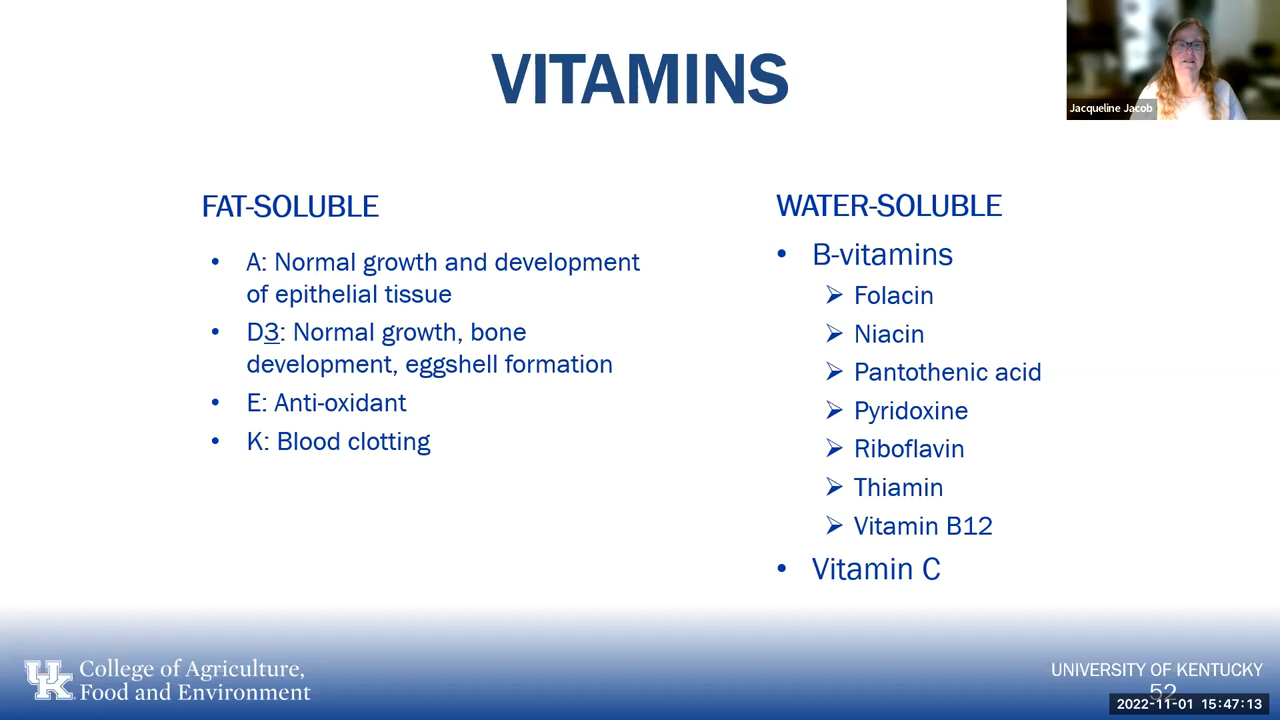 VITAMINS
Jacqueline Jacob
FAT-SOLUBLE
• A: Normal growth and development
of epithelial tissue
• D3: Normal growth, bone
development, eggshell formation
• E: Anti-oxidant
• K: Blood clotting
WATER-SOLUBLE
• B-vitamins
➢ Folacin
➢ Niacin
➢ Pantothenic acid
➢ Pyridoxine
➢ Riboflavin
➢ Thiamin
➢ Vitamin B12
• Vitamin C
UK College of Agriculture,
Food and Environment
UNIVERSITY OF KENTUCKY
52
2022-11-01 15:47:13